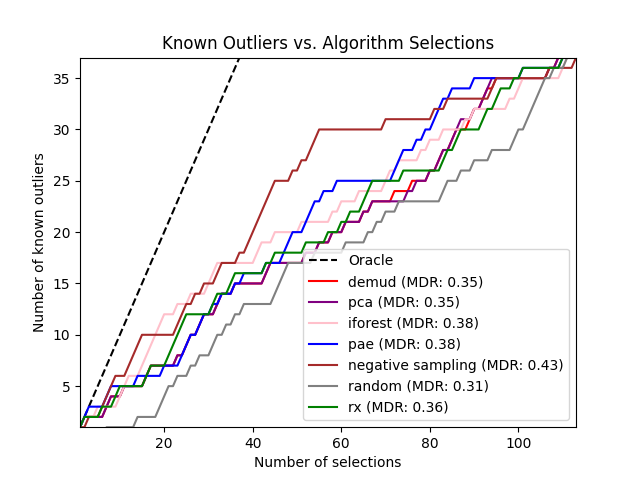 Known Outliers vs. Algorithm Selections
Number of known outliers
35
30
25
20
15
10
5
Oracle
demud (MDR: 0.35)
pca (MDR: 0.35)
iforest (MDR: 0.38)
pae (MDR: 0.38)
negative sampling (MDR: 0.43)
random (MDR: 0.31)
rx (MDR: 0.36)
20 40 60 80 100
Number of selections